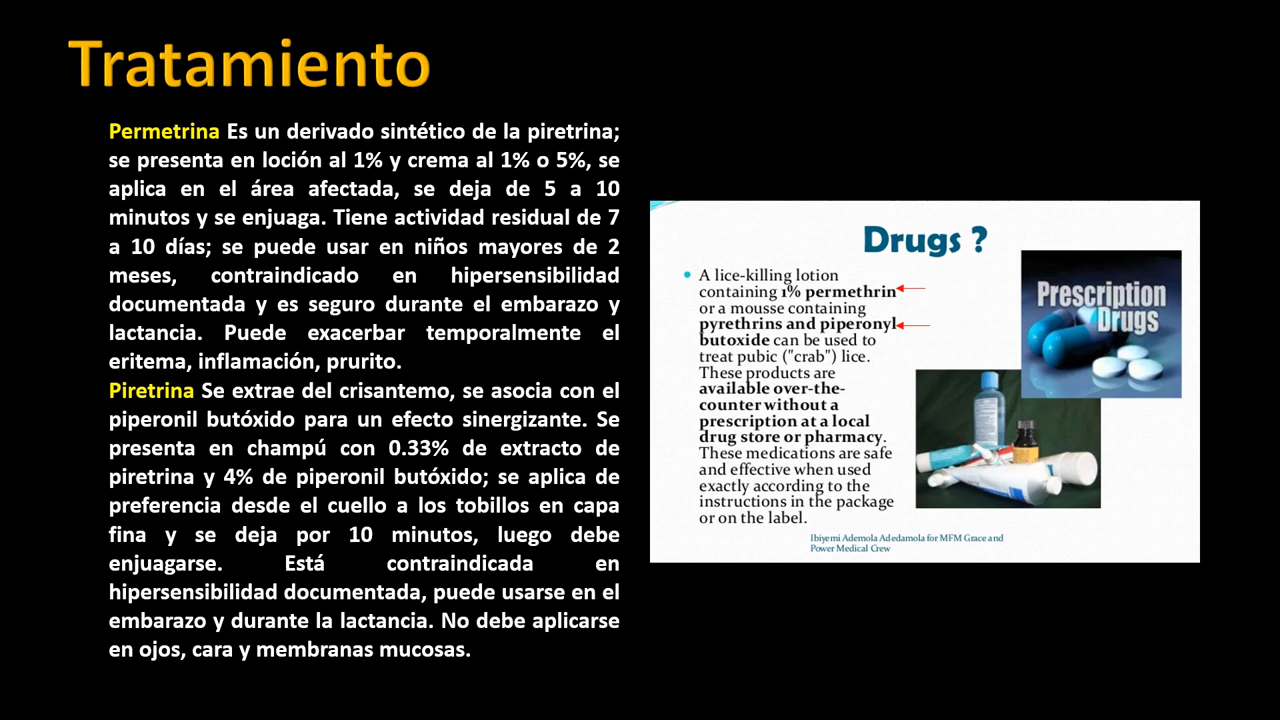 Tratamiento
Permetrina Es un derivado sintético de la piretrina;
se presenta en loción al 1% y crema al 1% o 5%, se
aplica en el área afectada, se deja de 5 a 10
minutos y se enjuaga. Tiene actividad residual de 7
a 10 días; se puede usar en niños mayores de 2
meses, contraindicado en hipersensibilidad
documentada y es seguro durante el embarazo y
lactancia. Puede exacerbar temporalmente el
eritema, inflamación, prurito.
Piretrina Se extrae del crisantemo, se asocia con el
piperonil butóxido para un efecto sinergizante. Se
presenta en champú con 0.33% de extracto de
piretrina y 4% de piperonil butóxido; se aplica de
preferencia desde el cuello a los tobillos en capa
fina y se deja por 10 minutos, luego debe
enjuagarse. Está contraindicada en
hipersensibilidad documentada, puede usarse en el
embarazo y durante la lactancia. No debe aplicarse
en ojos, cara y membranas mucosas.
Drugs ?
• A lice-killing lotion
containing 1% permethrin
or a mousse containing
pyrethrins and piperonyl
butoxide can be used to
treat pubic ("crab") lice.
These products are
available over-the-
counter without a
prescription at a local
drug store or pharmacy.
These medications are safe
and effective when used
exactly according to the
instructions in the package
or on the label.
Prescription
Drugs
Ibiyemi Ademola Adedamola for MFM Grace and
Power Medical Crew